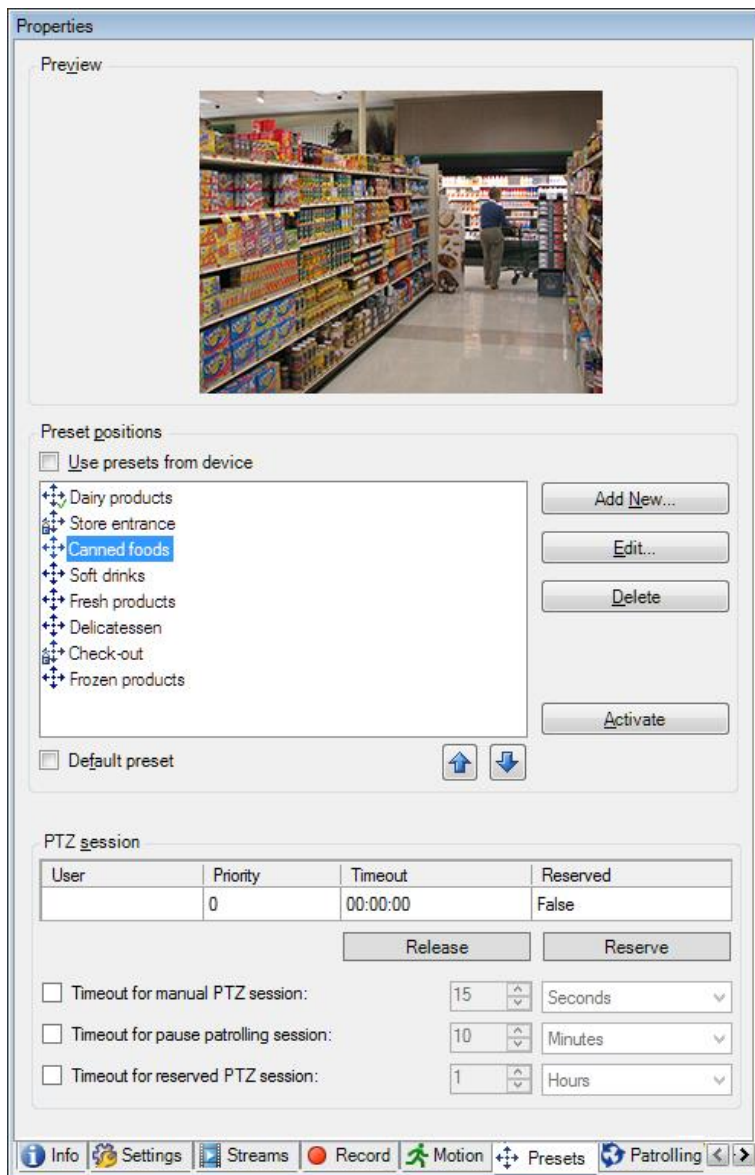 Properties
Preview
Preset positions
Use presets from device
Dairy products
Store entrance
Canned foods
Soft drinks
Fresh products
Delicatessen
Check-out
Frozen products
Add New...
Edit...
Delete
Activate
Default preset
PTZ session
User Priority Timeout Reserved
0 00:00:00 False
Release Reserve
Timeout for manual PTZ session: 15 Seconds
Timeout for pause patrolling session: 10 Minutes
Timeout for reserved PTZ session: 1 Hours
Info Settings Streams Record Motion Presets Patrolling